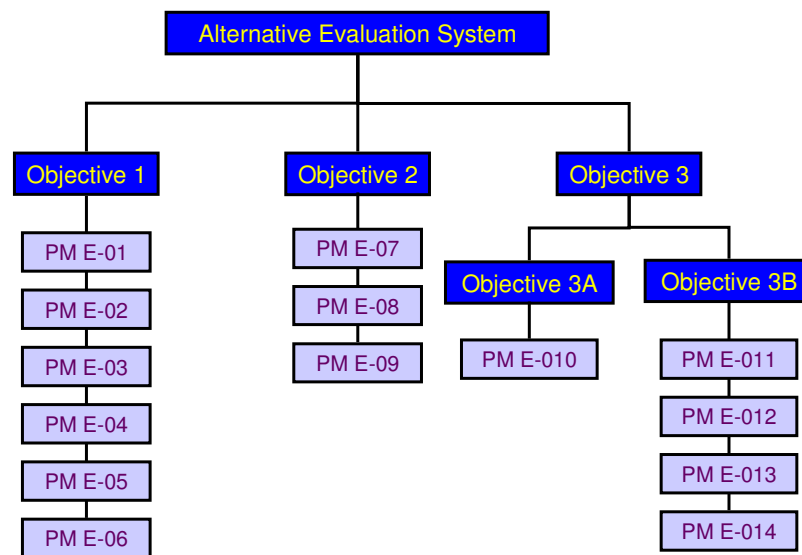 Alternative Evaluation System
Objective 1
Objective 2
Objective 3
PM E-01
PM E-02
PM E-03
PM E-04
PM E-05
PM E-06
PM E-07
PM E-08
PM E-09
Objective 3A
Objective 3B
PM E-010
PM E-011
PM E-012
PM E-013
PM E-014